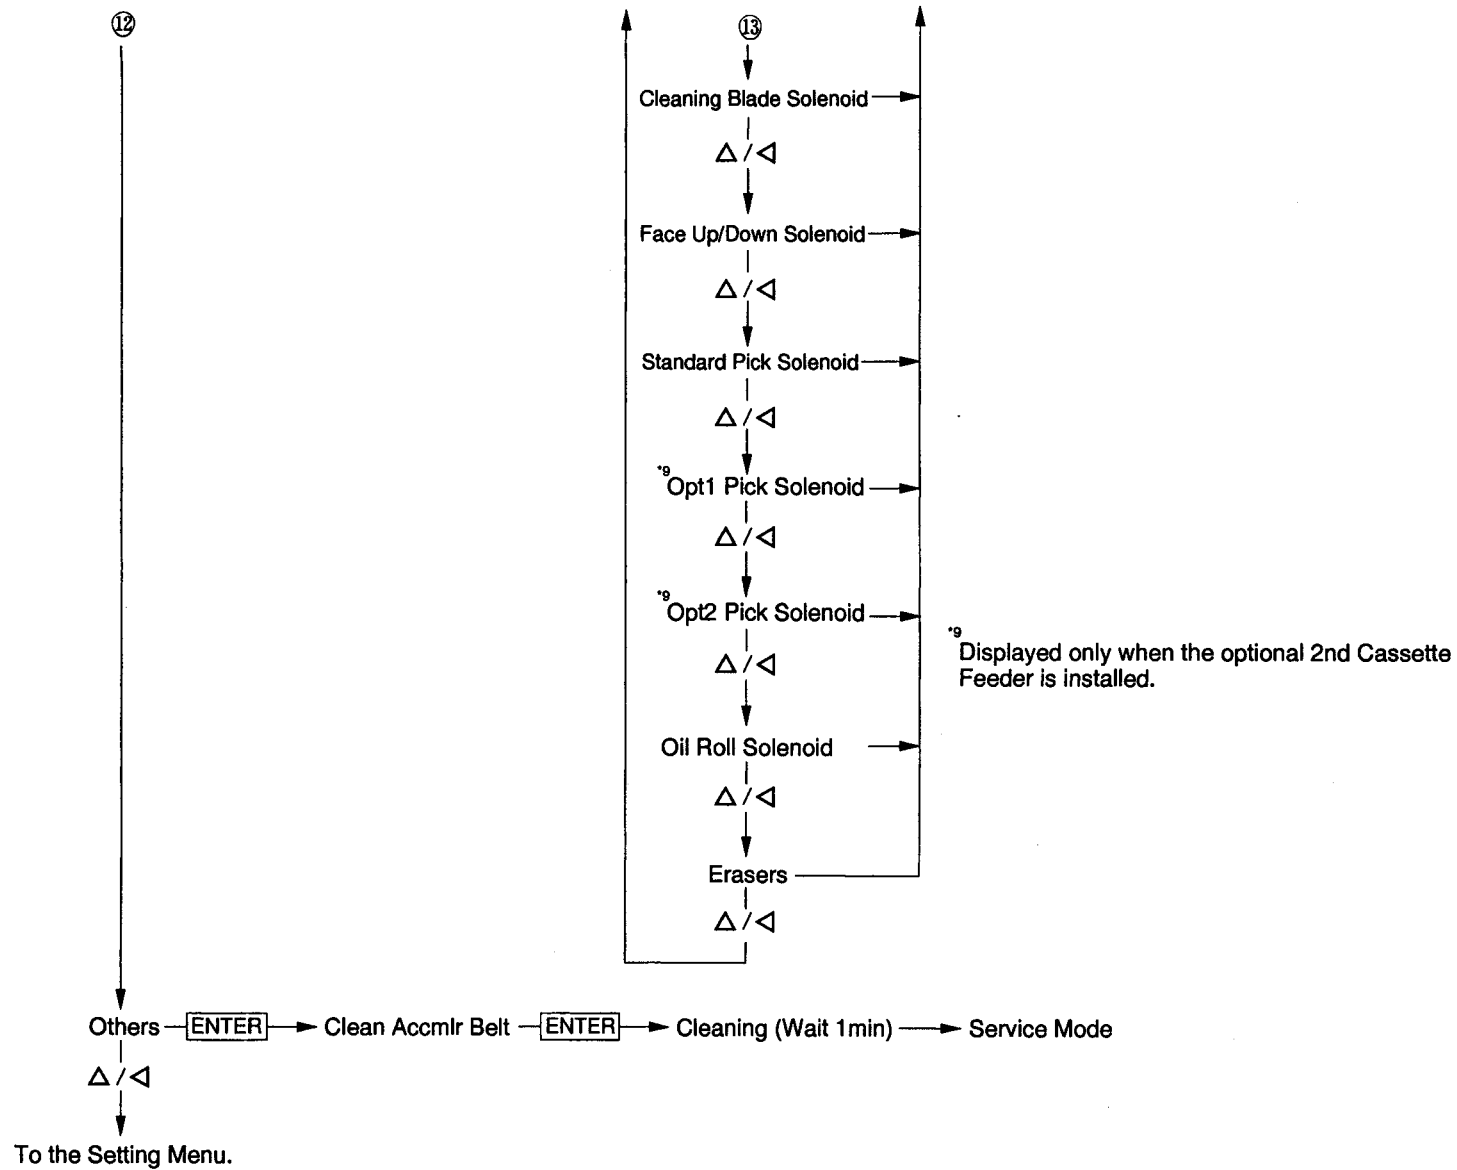 ⑫
⑬
Cleaning Blade Solenoid
△ / ◁
Face Up/Down Solenoid
△ / ◁
Standard Pick Solenoid
△ / ◁
*9 Opt1 Pick Solenoid
△ / ◁
*9 Opt2 Pick Solenoid
*9 Displayed only when the optional 2nd Cassette
Feeder is installed.
△ / ◁
Oil Roll Solenoid
△ / ◁
Erasers
△ / ◁
Others ENTER Clean Accmlr Belt ENTER Cleaning (Wait 1min) Service Mode
△ / ◁
To the Setting Menu.